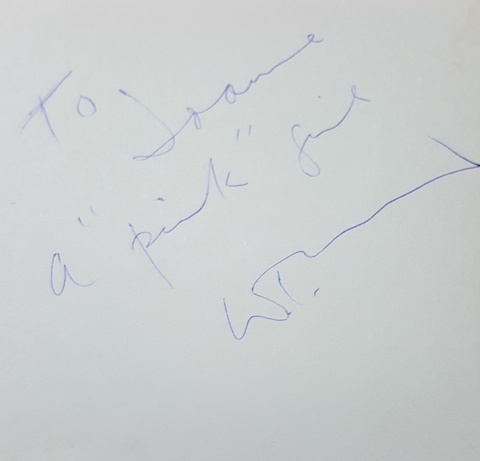 To Joanne
a "pink" girl
W.T.